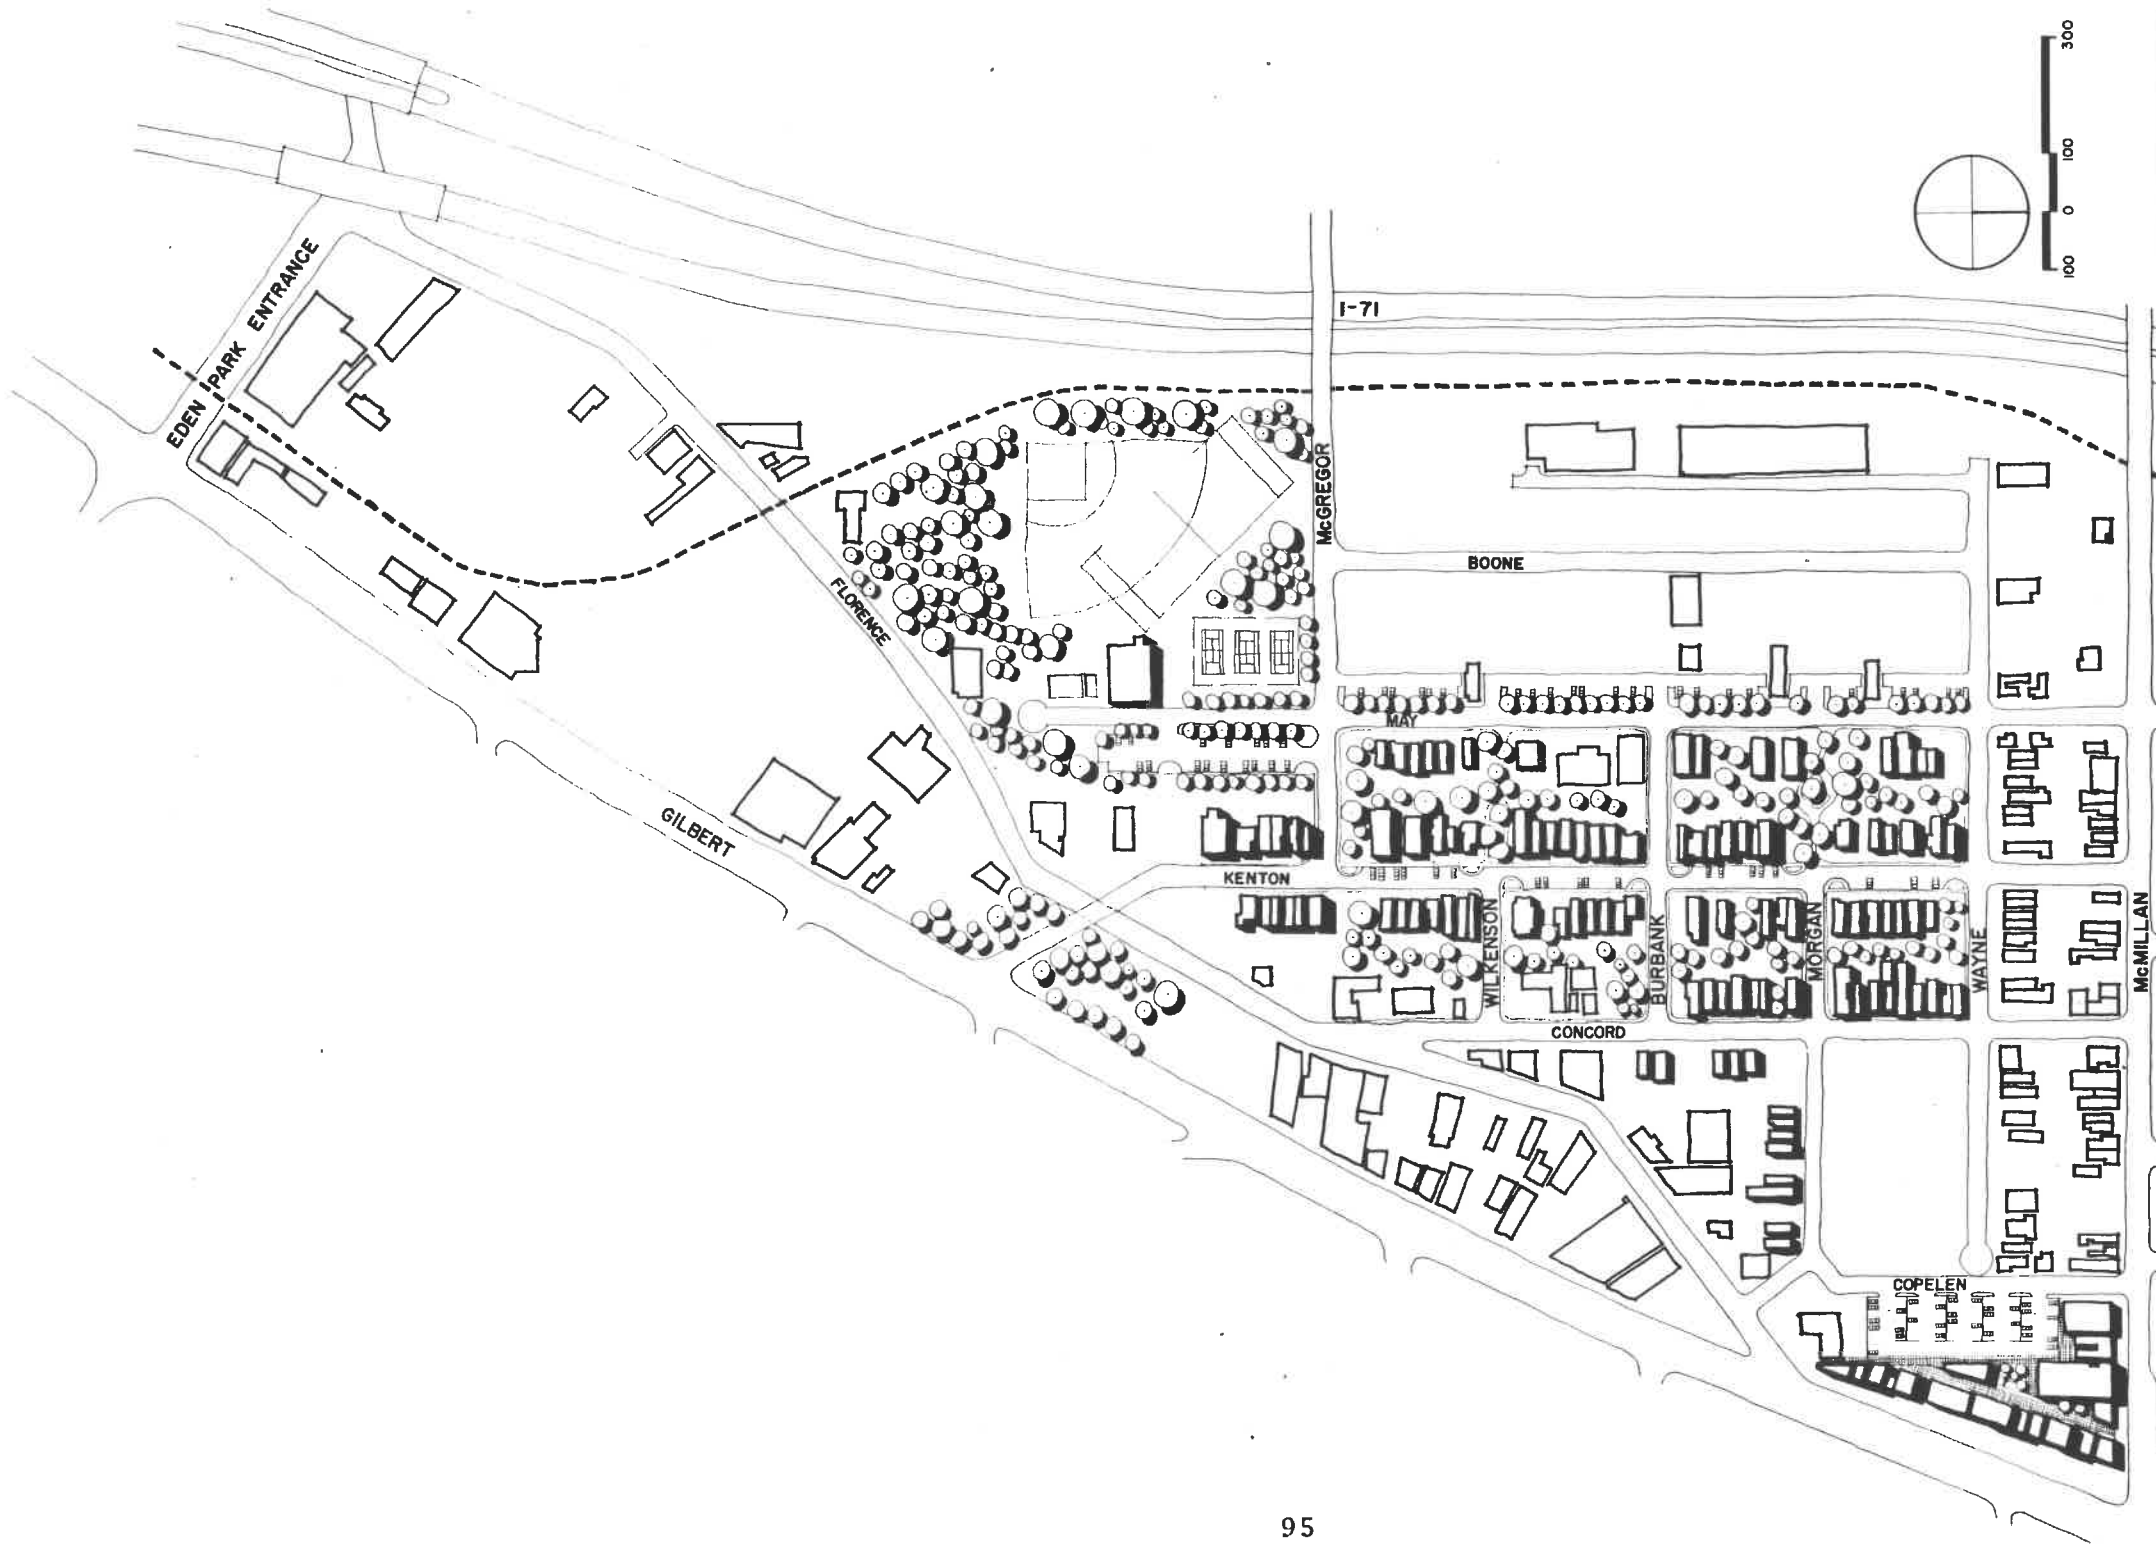 300
100
0
100
I-71
EDEN PARK ENTRANCE
McGREGOR
BOONE
FLORENCE
MAY
GILBERT
KENTON
WILKENSON
BURBANK
MORGAN
WAYNE
McMILLAN
CONCORD
COPELEN
95